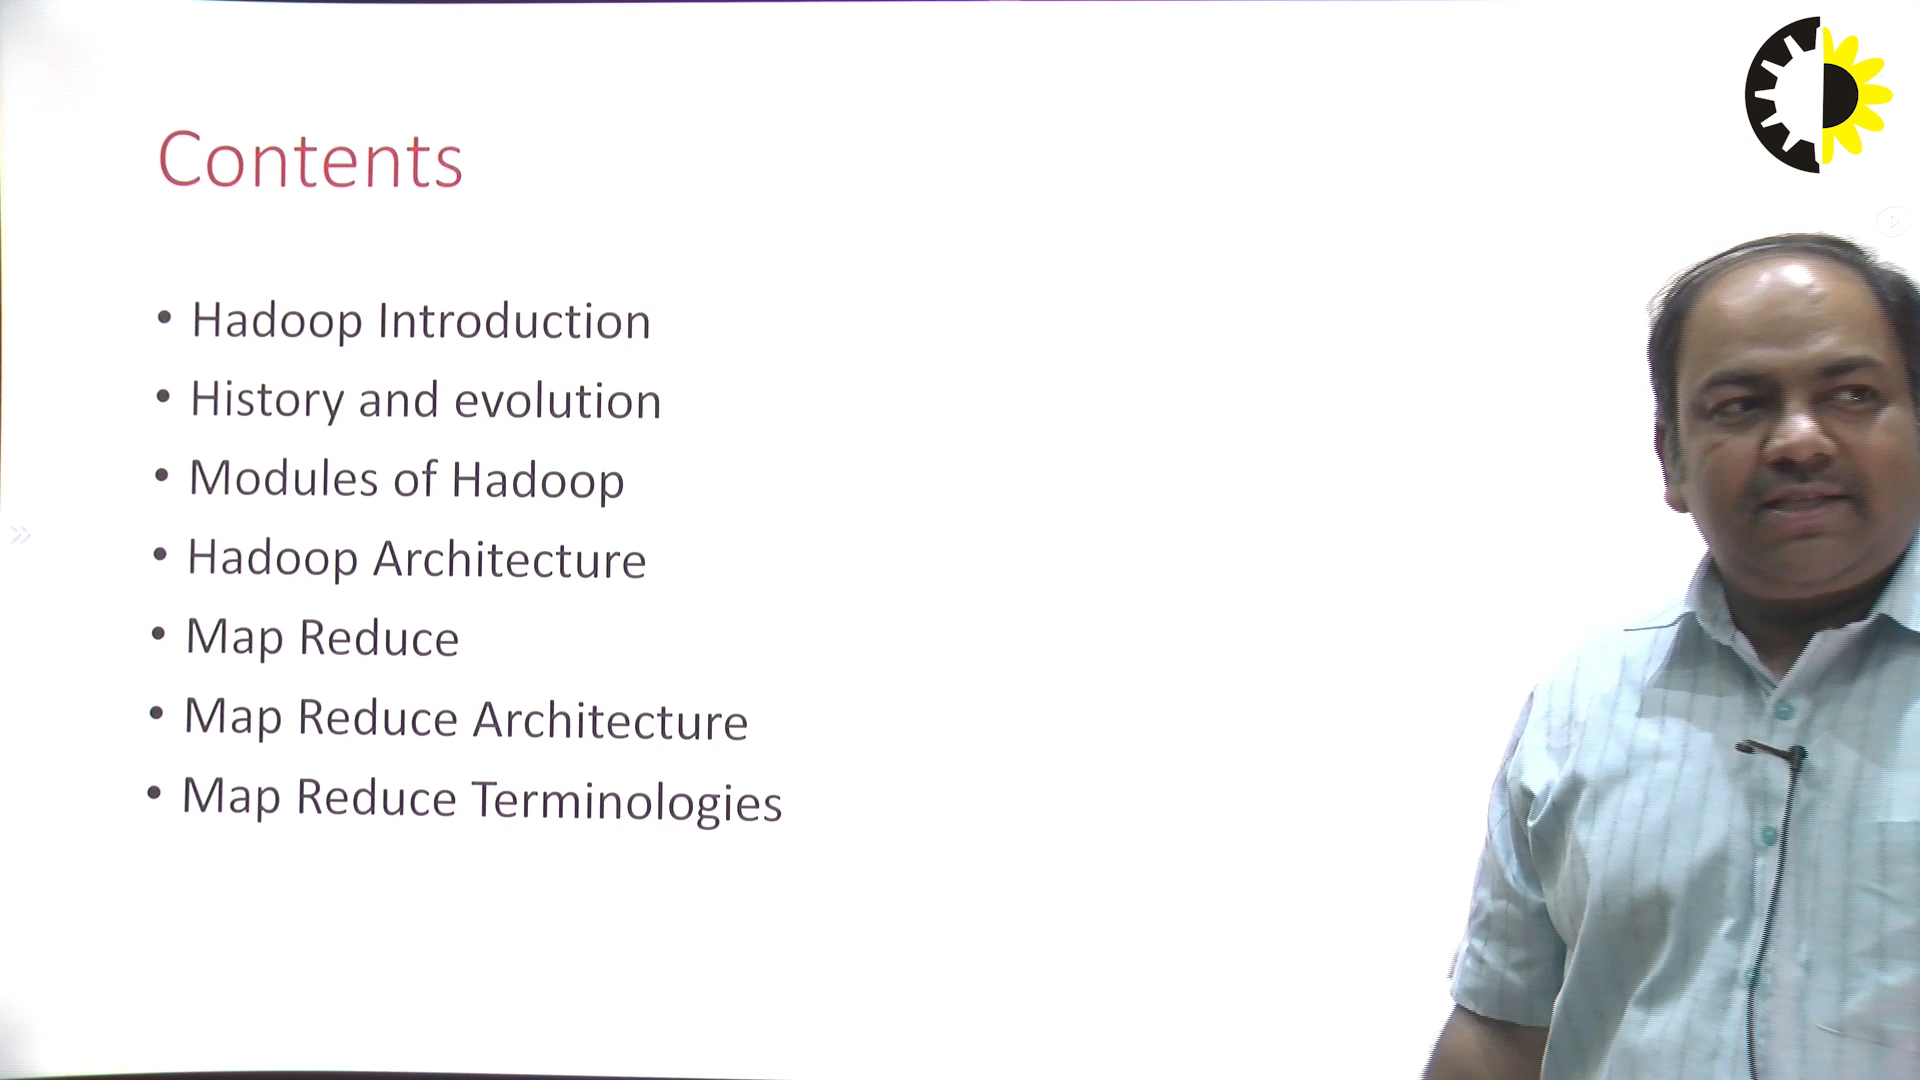 Contents
• Hadoop Introduction
• History and evolution
• Modules of Hadoop
• Hadoop Architecture
• Map Reduce
• Map Reduce Architecture
• Map Reduce Terminologies